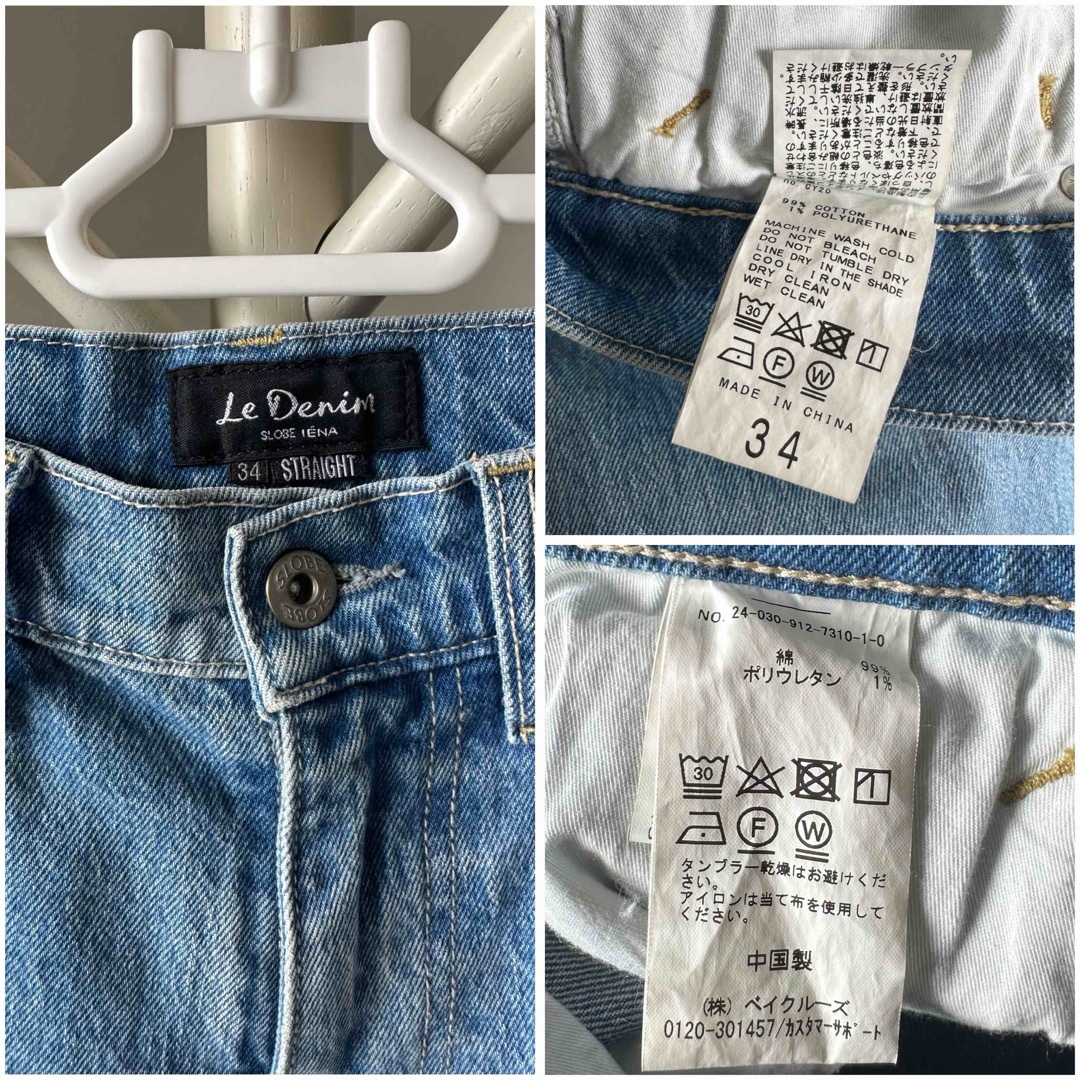 Le Denim
SLOBE IÉNA
34 STRAIGHT
SLOBE
SLOBE
99% COTTON
1% POLYURETHANE
MACHINE WASH COLD
DO NOT BLEACH
DO NOT TUMBLE DRY
LINE DRY IN THE SHADE
COOL IRON
DRY CLEAN
WET CLEAN
30
F W
MADE IN CHINA
34
NO. 24-030-912-7310-1-0
綿 99%
ポリウレタン 1%
30
F W
タンブラー乾燥はお避けくだ
さい。
アイロンは当て布を使用して
ください。
中国製
(株) ベイクルーズ
0120-301457/カスタマーサポート